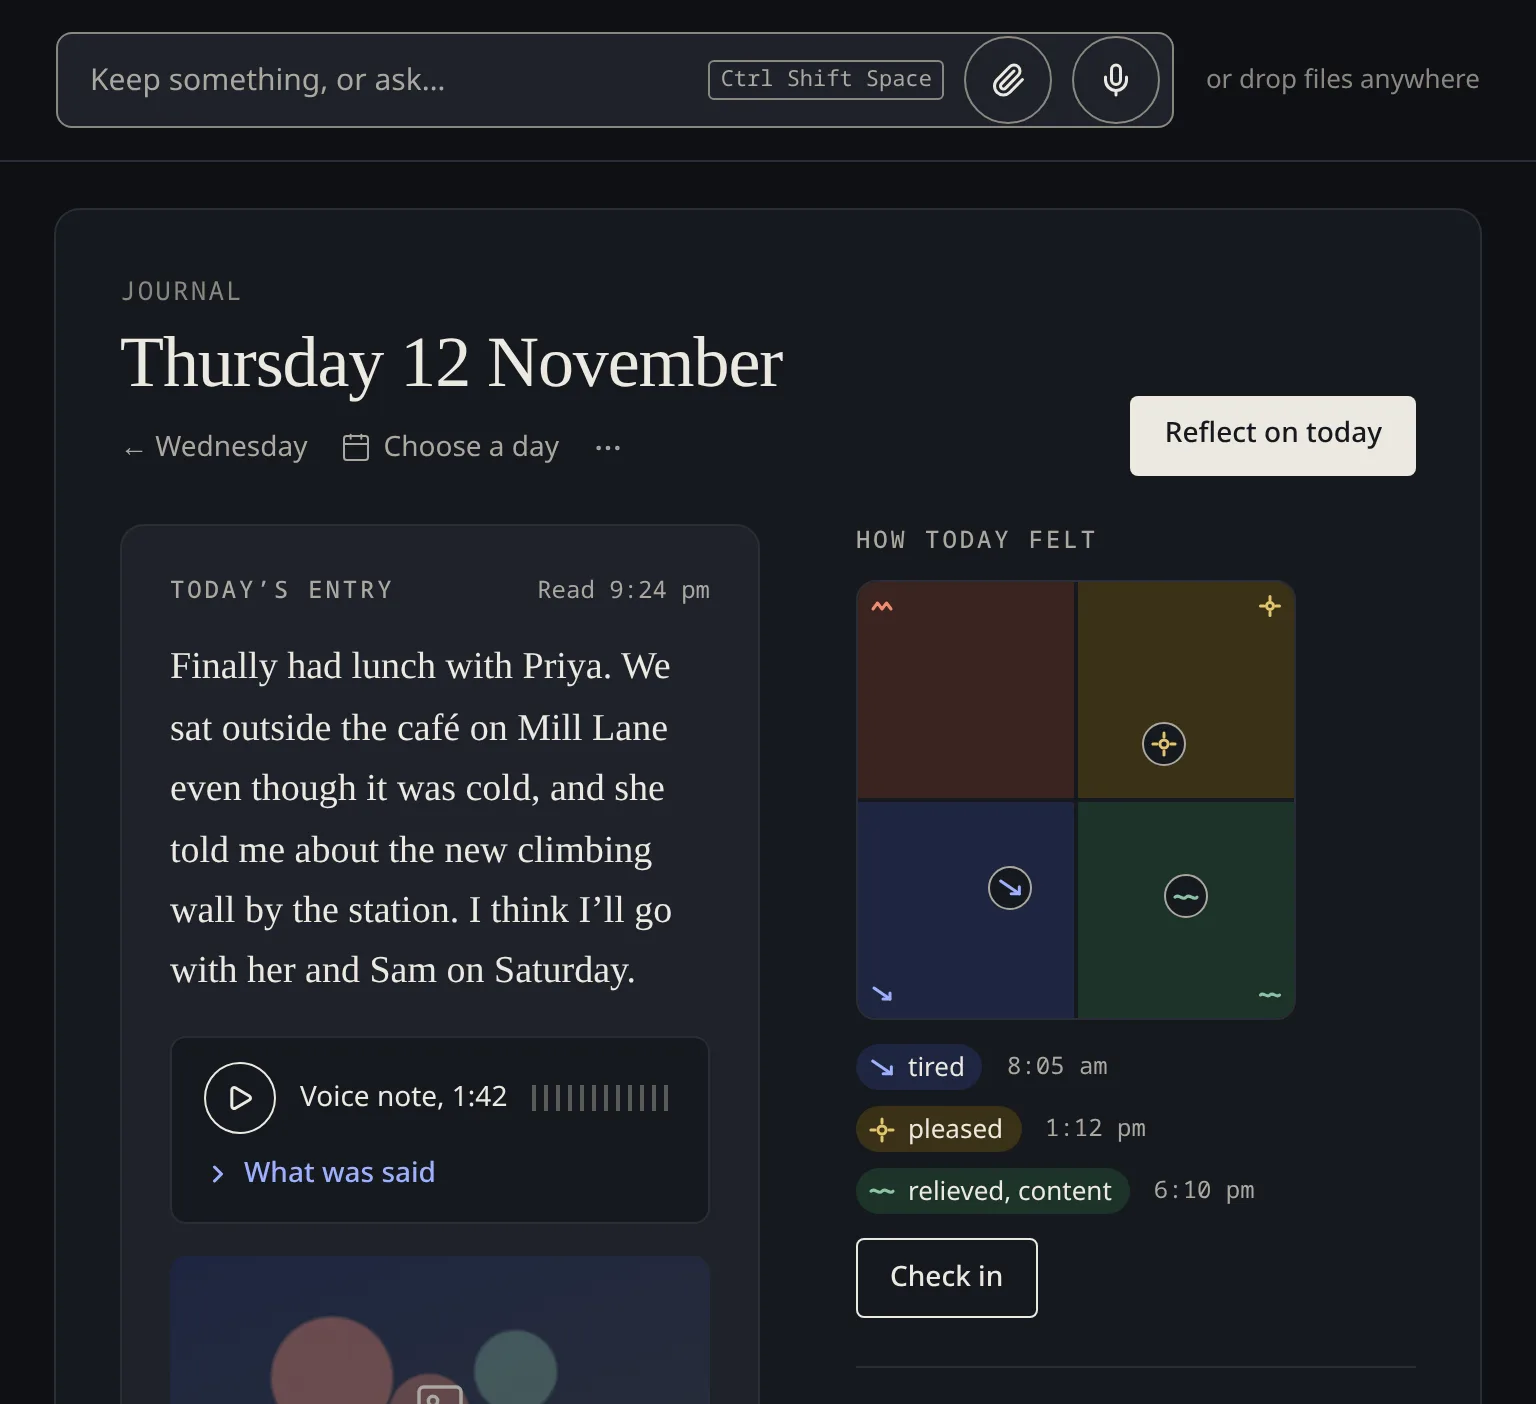 Keep something, or ask...
Ctrl Shift Space
or drop files anywhere
JOURNAL
Thursday 12 November
← Wednesday
Choose a day
...
Reflect on today
TODAY’S ENTRY
Read 9:24 pm
Finally had lunch with Priya. We
sat outside the café on Mill Lane
even though it was cold, and she
told me about the new climbing
wall by the station. I think I’ll go
with her and Sam on Saturday.
Voice note, 1:42
What was said
HOW TODAY FELT
tired 8:05 am
pleased 1:12 pm
relieved, content 6:10 pm
Check in